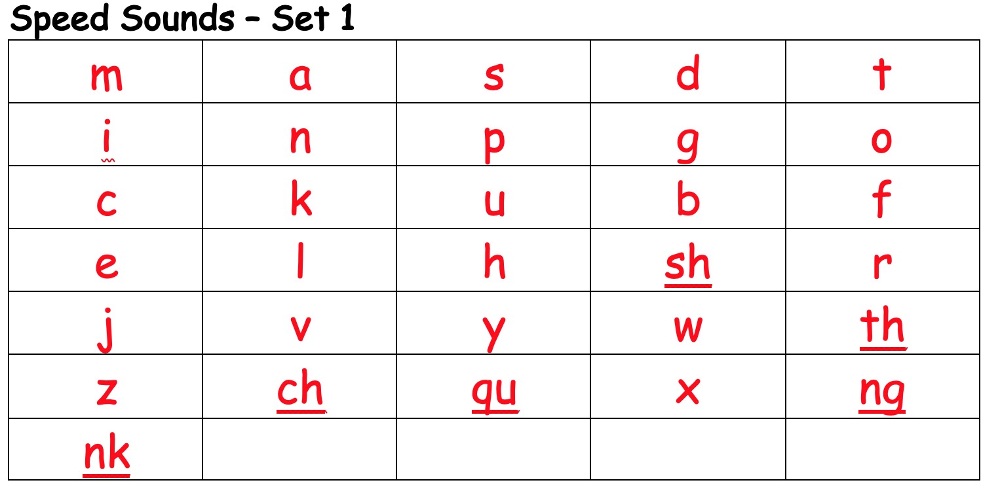 Speed Sounds – Set 1
m a s d t
i n p g o
c k u b f
e l h sh r
j v y w th
z ch qu x ng
nk